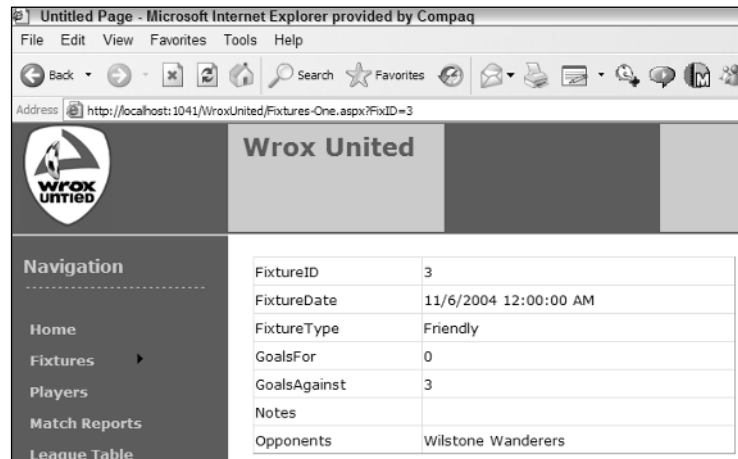 Untitled Page - Microsoft Internet Explorer provided by Compaq
File Edit View Favorites Tools Help
Back Search Favorites
Address http://localhost:1041/WroxUnited/Fixtures-One.aspx?FixID=3
wrox
UNTIED
Wrox United
Navigation
Home
Fixtures
Players
Match Reports
League Table
FixtureID 3
FixtureDate 11/6/2004 12:00:00 AM
FixtureType Friendly
GoalsFor 0
GoalsAgainst 3
Notes
Opponents Wilstone Wanderers